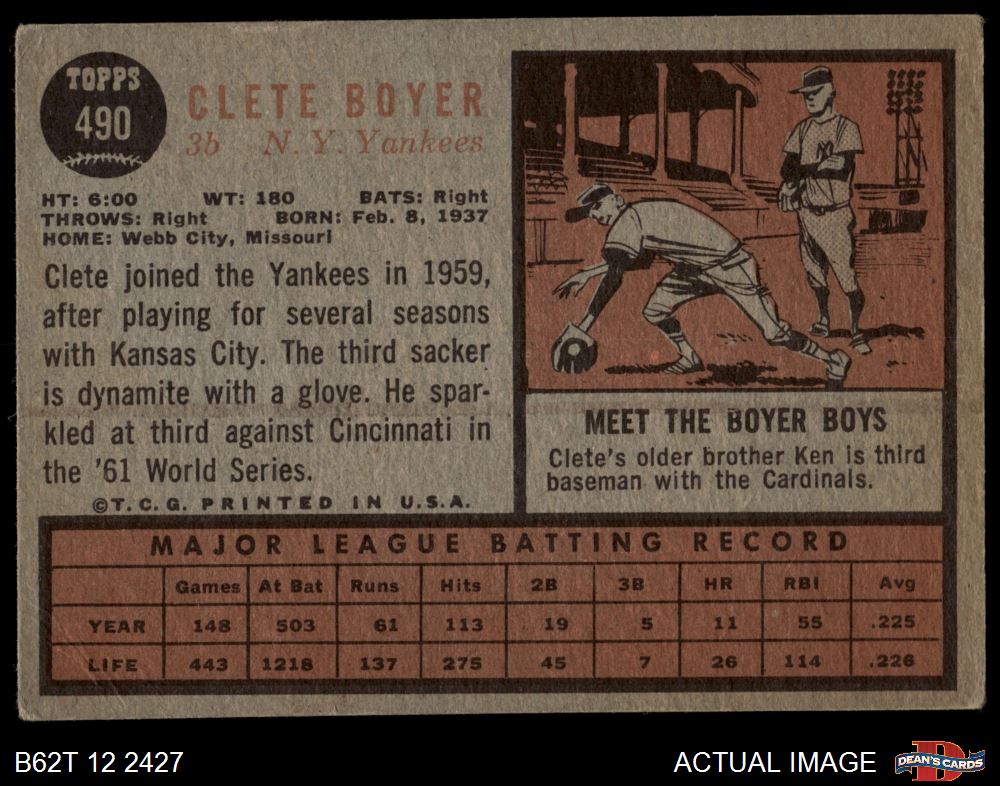 TOPPS
490
CLETE BOYER
3b N. Y. Yankees
HT: 6:00 WT: 180 BATS: Right
THROWS: Right BORN: Feb. 8, 1937
HOME: Webb City, Missouri
Clete joined the Yankees in 1959,
after playing for several seasons
with Kansas City. The third sacker
is dynamite with a glove. He spar-
kled at third against Cincinnati in
the '61 World Series.
©T. C. G. PRINTED IN U.S.A.
M
MEET THE BOYER BOYS
Clete's older brother Ken is third
baseman with the Cardinals.
MAJOR LEAGUE BATTING RECORD
Games At Bat Runs Hits 2B 3B HR RBI Avg
YEAR 148 503 61 113 19 5 11 55 .225
LIFE 443 1218 137 275 45 7 26 114 .226
B62T 12 2427 ACTUAL IMAGE
B
DEAN'S CARDS